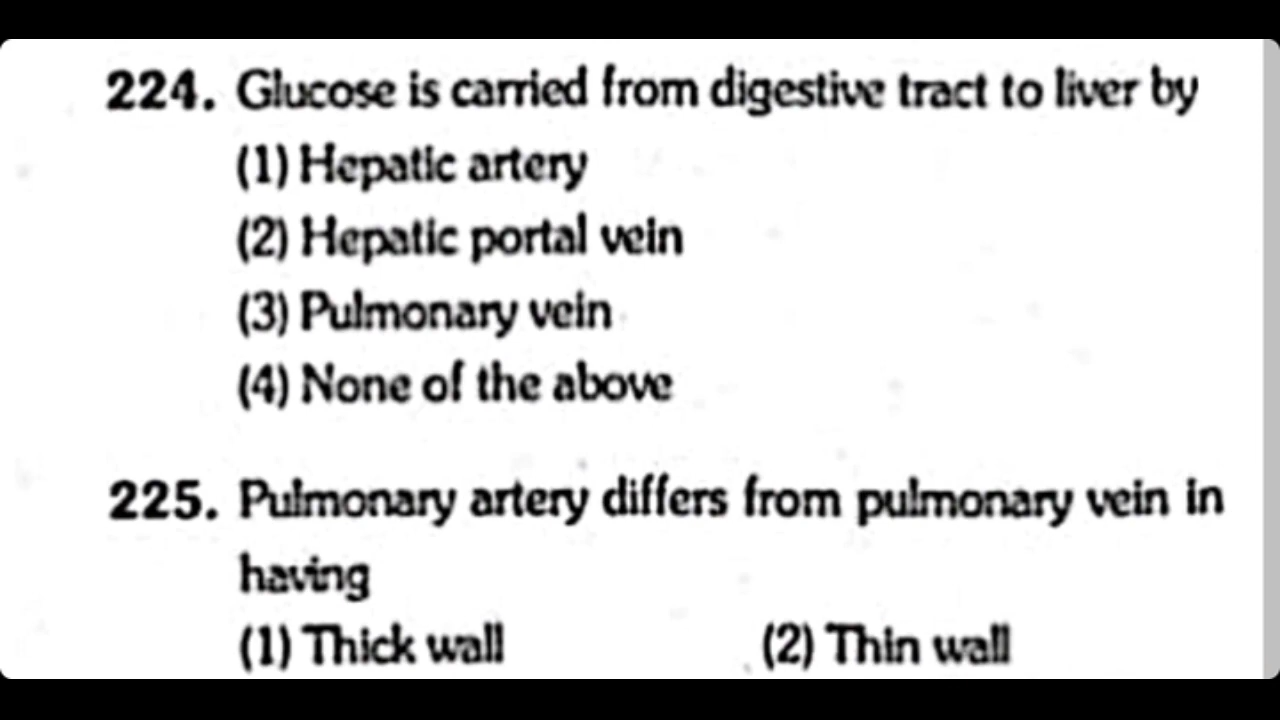 224. Glucose is carried from digestive tract to liver by
(1) Hepatic artery
(2) Hepatic portal vein
(3) Pulmonary vein
(4) None of the above
225. Pulmonary artery differs from pulmonary vein in
having
(1) Thick wall (2) Thin wall